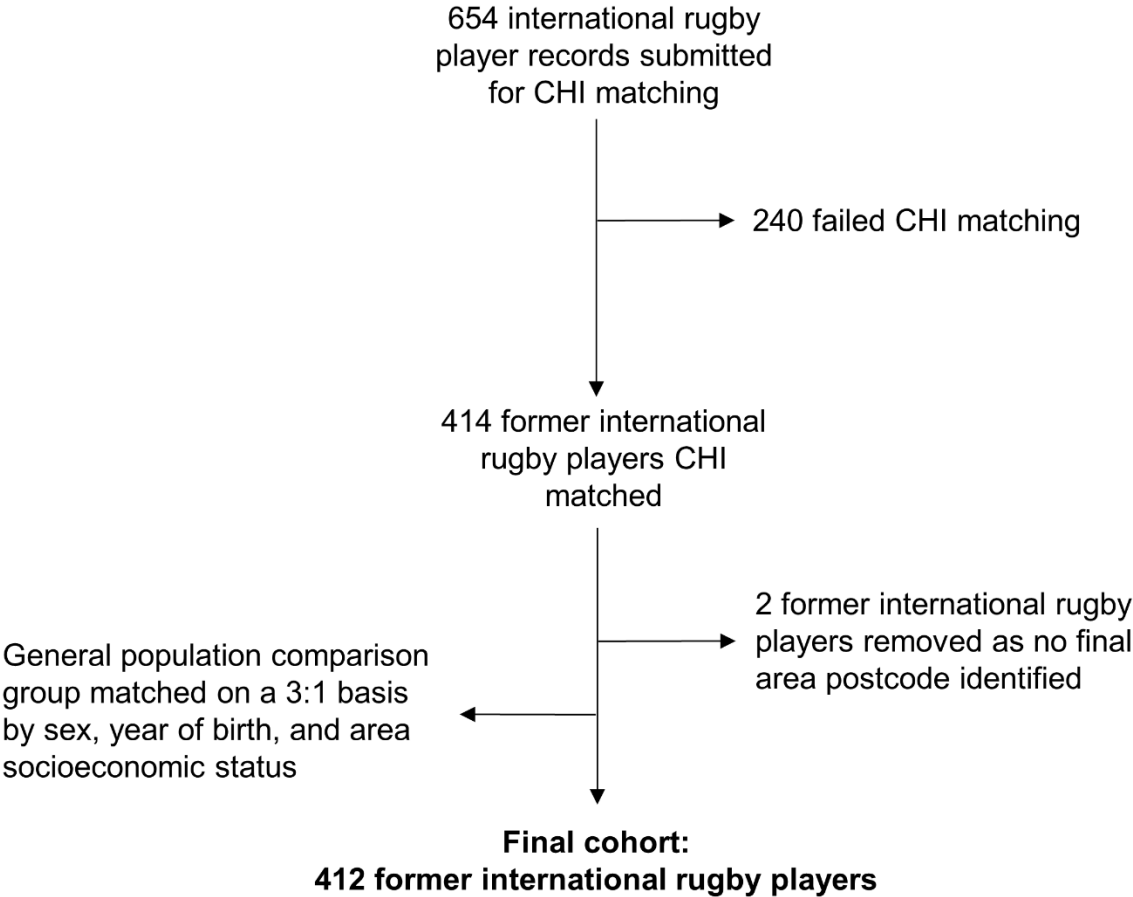 654 international rugby
player records submitted
for CHI matching
240 failed CHI matching
414 former international
rugby players CHI
matched
2 former international rugby
players removed as no final
area postcode identified
General population comparison
group matched on a 3:1 basis
by sex, year of birth, and area
socioeconomic status
Final cohort:
412 former international rugby players